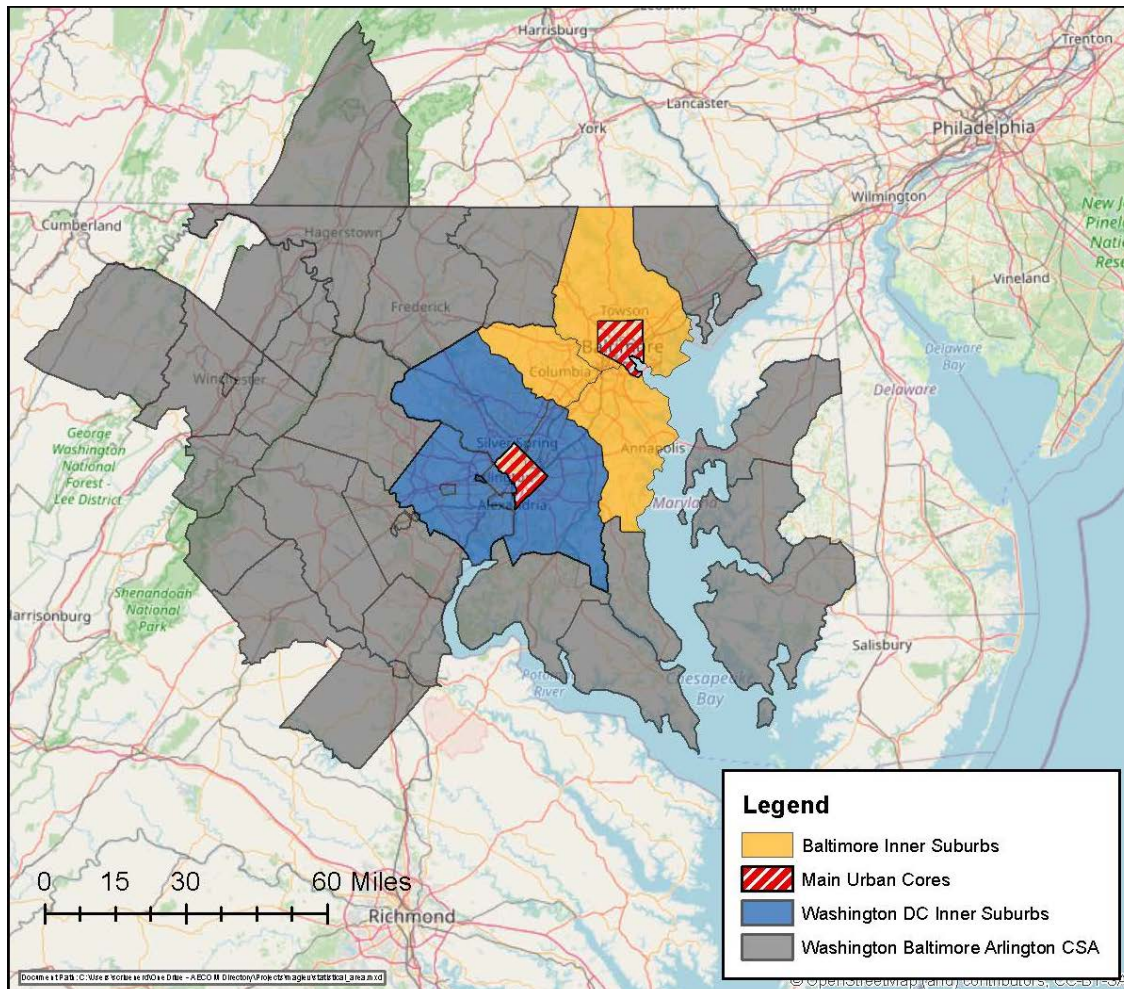 Harrisburg
Trenton
Lancaster
Philadelphia
York
Wilmington
Cumberland
Hagerstown
New J
Pinel
Nati
Res
Vineland
Frederick
Towson
Baltimore
Delaware
Bay
Columbia
Winchester
Delaware
George
Washington
National
Forest -
Lee District
Silver Spring
Annapolis
Alexandria
Maryland
Shenandoah
National
Park
Harrisonburg
Salisbury
Potomac
River
Chesapeake
Bay
Legend
Baltimore Inner Suburbs
Main Urban Cores
Washington DC Inner Suburbs
Washington Baltimore Arlington CSA
0 15 30 60 Miles
Richmond
© OpenStreetMap (and) contributors, CC-BY-SA